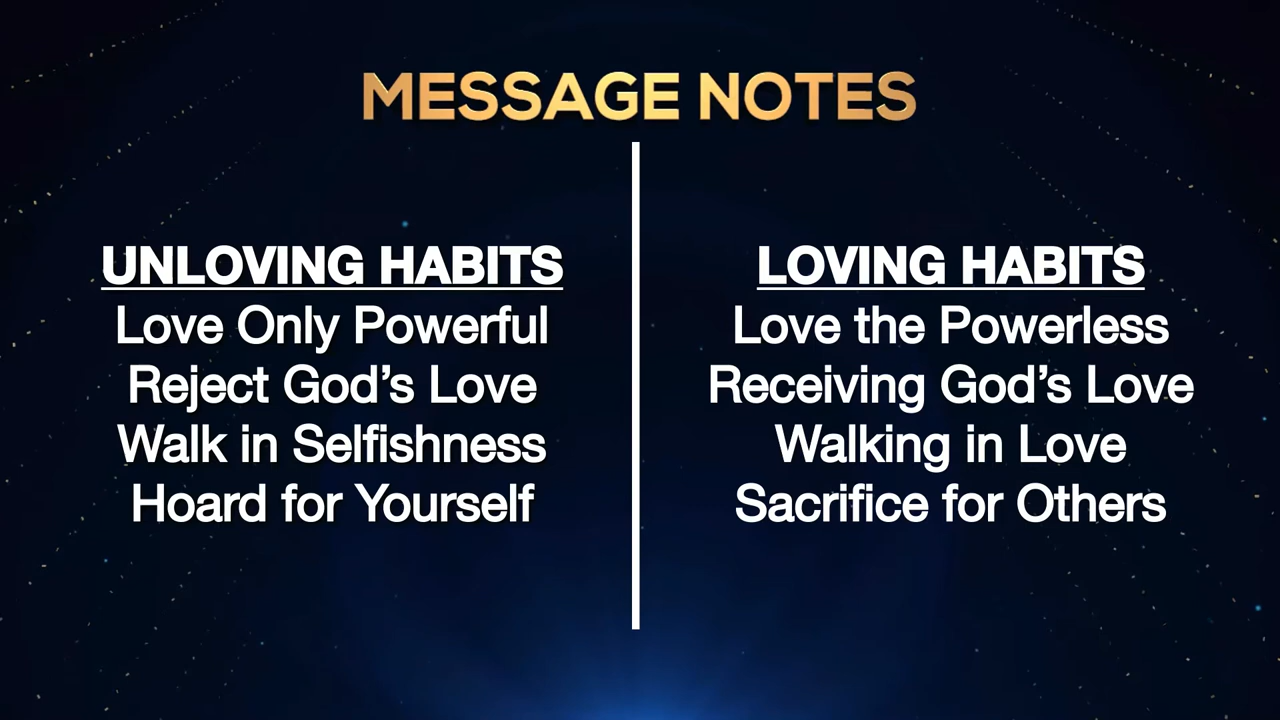 MESSAGE NOTES
UNLOVING HABITS
Love Only Powerful
Reject God’s Love
Walk in Selfishness
Hoard for Yourself
LOVING HABITS
Love the Powerless
Receiving God’s Love
Walking in Love
Sacrifice for Others